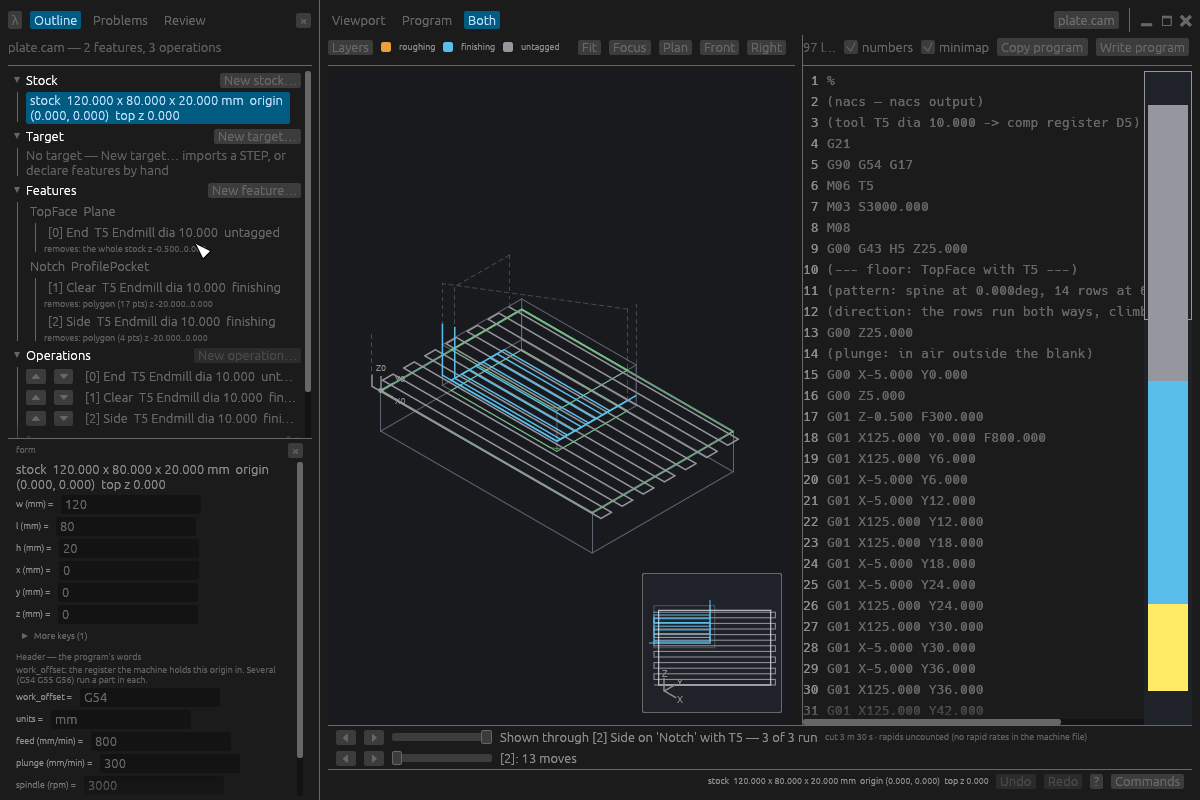 λ Outline Problems Review ×
plate.cam — 2 features, 3 operations
Stock New stock…
stock 120.000 x 80.000 x 20.000 mm origin
(0.000, 0.000) top z 0.000
Target New target…
No target — New target… imports a STEP, or
declare features by hand
Features New feature…
TopFace Plane
[0] End T5 Endmill dia 10.000 untagged
removes: the whole stock z -0.500..0.0
Notch ProfilePocket
[1] Clear T5 Endmill dia 10.000 finishing
removes: polygon (17 pts) z -20.000..0.000
[2] Side T5 Endmill dia 10.000 finishing
removes: polygon (4 pts) z -20.000..0.000
Operations New operation…
[0] End T5 Endmill dia 10.000 unt…
[1] Clear T5 Endmill dia 10.000 fin…
[2] Side T5 Endmill dia 10.000 fini…
form ×
stock 120.000 x 80.000 x 20.000 mm origin
(0.000, 0.000) top z 0.000
w (mm) = 120
l (mm) = 80
h (mm) = 20
x (mm) = 0
y (mm) = 0
z (mm) = 0
More keys (1)
Header — the program's words
work_offset: the register the machine holds this origin in. Several
(G54 G55 G56) run a part in each.
work_offset = G54
units = mm
feed (mm/min) = 800
plunge (mm/min) = 300
spindle (rpm) = 3000
Viewport Program Both plate.cam
Layers roughing finishing untagged Fit Focus Plan Front Right
97 l… numbers minimap Copy program Write program
Z0
X0
Z
Y
X
1 %
2 (nacs — nacs output)
3 (tool T5 dia 10.000 -> comp register D5)
4 G21
5 G90 G54 G17
6 M06 T5
7 M03 S3000.000
8 M08
9 G00 G43 H5 Z25.000
10 (--- floor: TopFace with T5 ---)
11 (pattern: spine at 0.000deg, 14 rows at 6
12 (direction: the rows run both ways, climb
13 G00 Z25.000
14 (plunge: in air outside the blank)
15 G00 X-5.000 Y0.000
16 G00 Z5.000
17 G01 Z-0.500 F300.000
18 G01 X125.000 Y0.000 F800.000
19 G01 X125.000 Y6.000
20 G01 X-5.000 Y6.000
21 G01 X-5.000 Y12.000
22 G01 X125.000 Y12.000
23 G01 X125.000 Y18.000
24 G01 X-5.000 Y18.000
25 G01 X-5.000 Y24.000
26 G01 X125.000 Y24.000
27 G01 X125.000 Y30.000
28 G01 X-5.000 Y30.000
29 G01 X-5.000 Y36.000
30 G01 X125.000 Y36.000
31 G01 X125.000 Y42.000
Shown through [2] Side on 'Notch' with T5 — 3 of 3 run cut 3 m 30 s · rapids uncounted (no rapid rates in the machine file)
[2]: 13 moves
stock 120.000 x 80.000 x 20.000 mm origin (0.000, 0.000) top z 0.000 Undo Redo ? Commands